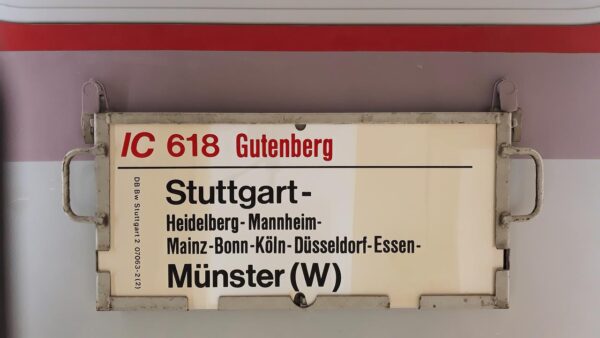 IC 618 Gutenberg
Stuttgart-
Heidelberg-Mannheim-
Mainz-Bonn-Köln-Düsseldorf-Essen-
Münster (W)
DB Bw Stuttgart 2 07063-2(2)